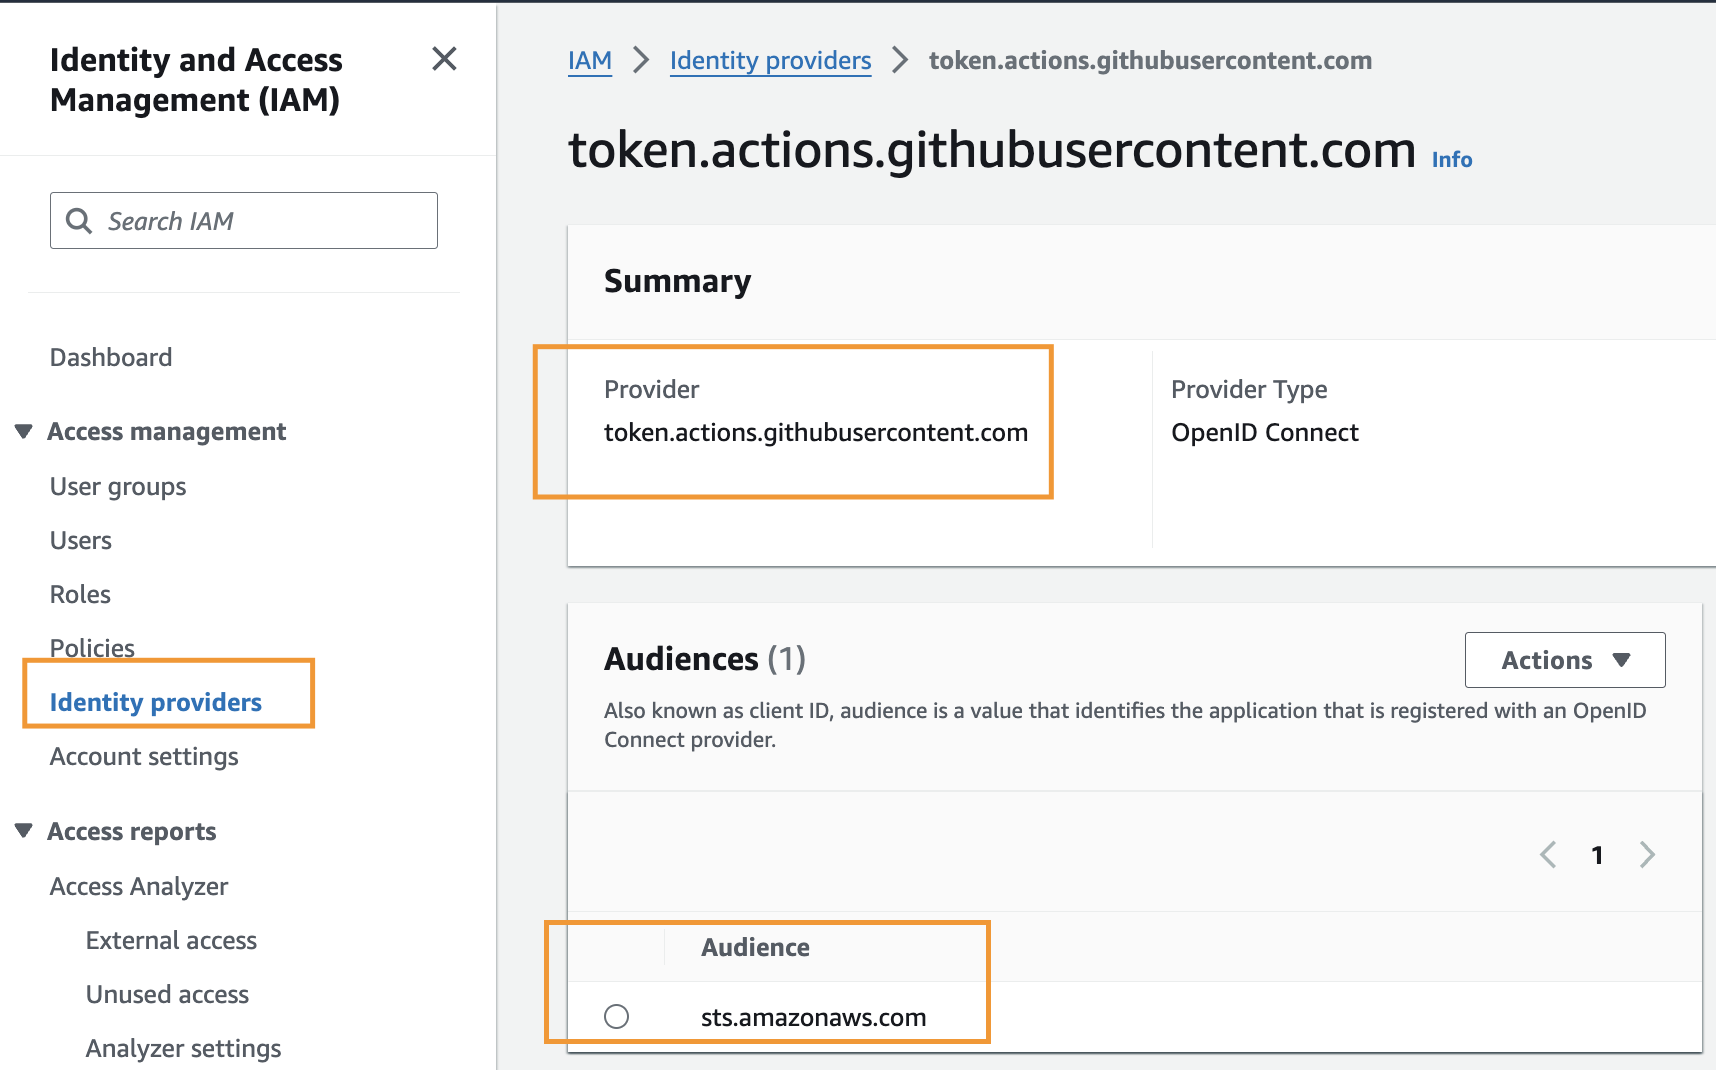 Identity and Access
Management (IAM)
Search IAM
Dashboard
Access management
User groups
Users
Roles
Policies
Identity providers
Account settings
Access reports
Access Analyzer
External access
Unused access
Analyzer settings
IAM > Identity providers > token.actions.githubusercontent.com
token.actions.githubusercontent.com Info
Summary
Provider
token.actions.githubusercontent.com
Provider Type
OpenID Connect
Audiences (1)
Actions
Also known as client ID, audience is a value that identifies the application that is registered with an OpenID
Connect provider.
1
Audience
sts.amazonaws.com